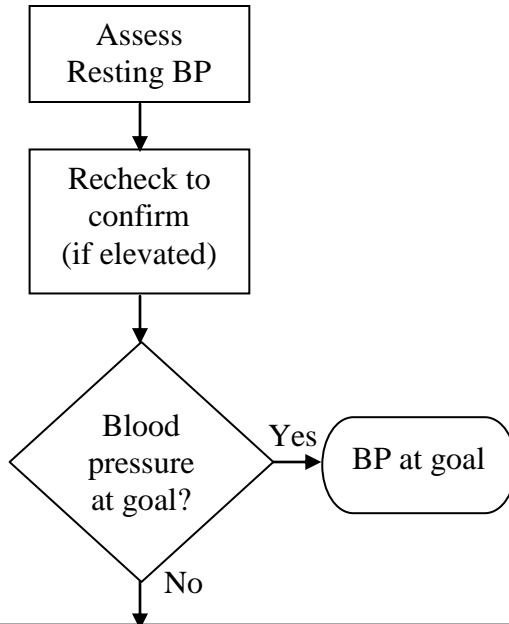 Assess
Resting BP
Recheck to
confirm
(if elevated)
Blood
pressure
at goal?
Yes
BP at goal
No